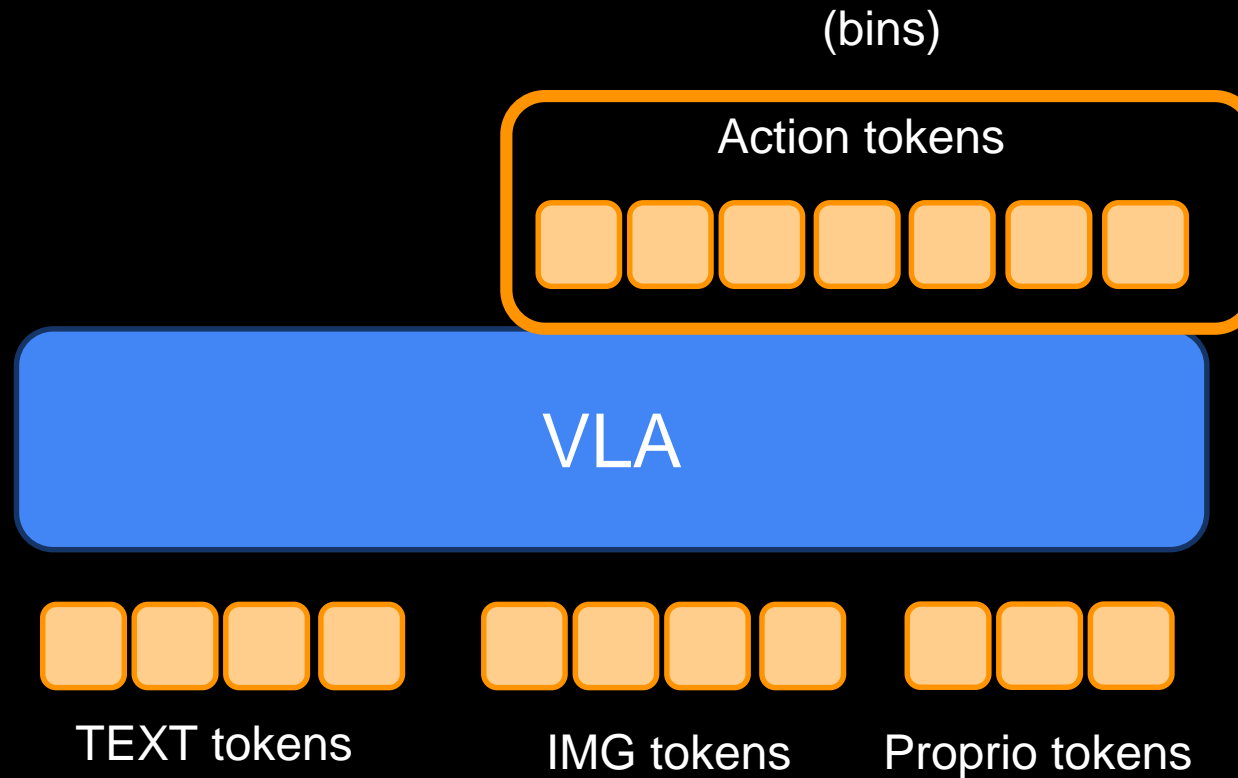 (bins)
Action tokens
VLA
TEXT tokens
IMG tokens
Proprio tokens